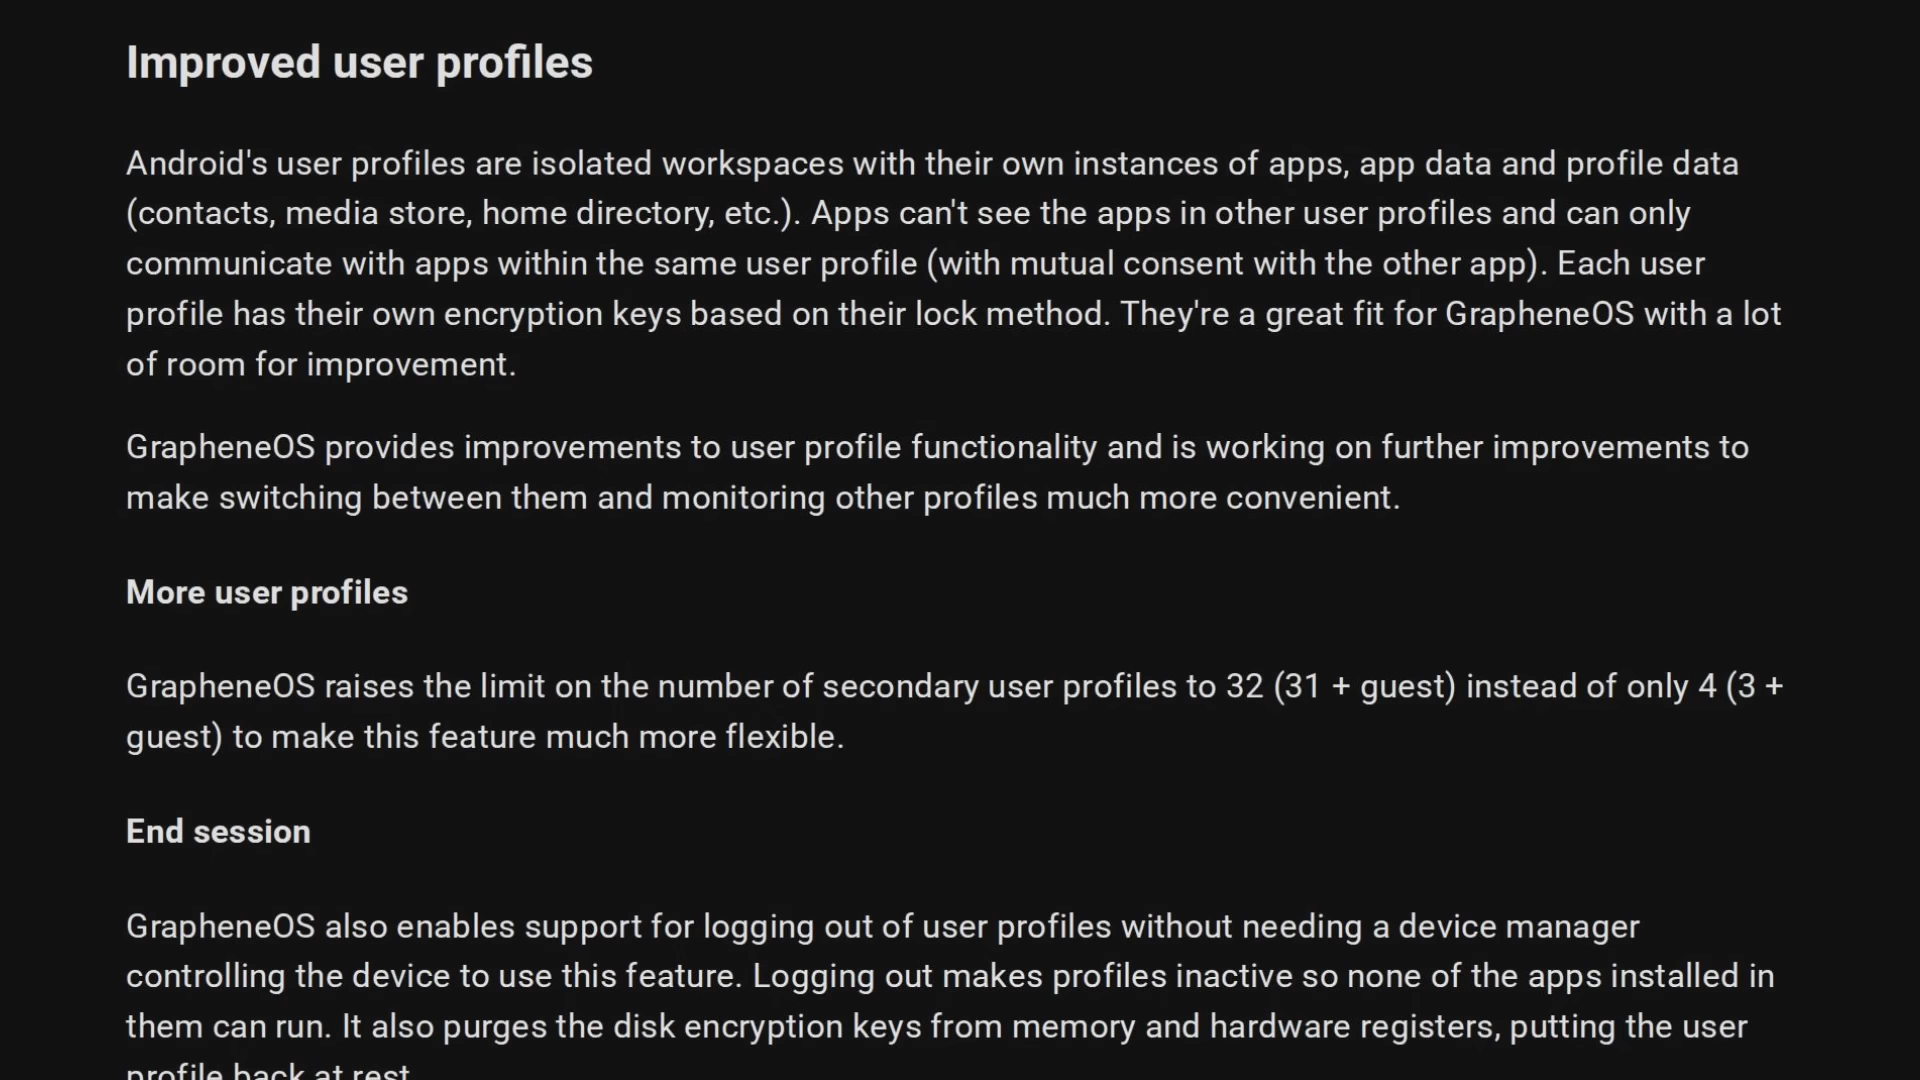 Improved user profiles
Android's user profiles are isolated workspaces with their own instances of apps, app data and profile data
(contacts, media store, home directory, etc.). Apps can't see the apps in other user profiles and can only
communicate with apps within the same user profile (with mutual consent with the other app). Each user
profile has their own encryption keys based on their lock method. They're a great fit for GrapheneOS with a lot
of room for improvement.
GrapheneOS provides improvements to user profile functionality and is working on further improvements to
make switching between them and monitoring other profiles much more convenient.
More user profiles
GrapheneOS raises the limit on the number of secondary user profiles to 32 (31 + guest) instead of only 4 (3 +
guest) to make this feature much more flexible.
End session
GrapheneOS also enables support for logging out of user profiles without needing a device manager
controlling the device to use this feature. Logging out makes profiles inactive so none of the apps installed in
them can run. It also purges the disk encryption keys from memory and hardware registers, putting the user
profile back at rest.